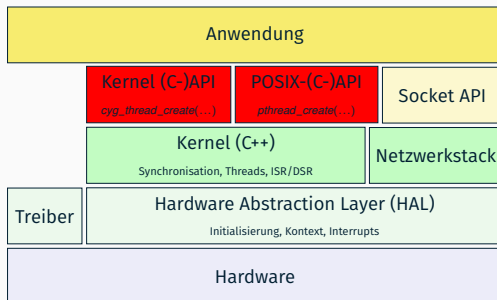 Anwendung
Kernel (C-)API
cyg_thread_create(...)
POSIX-(C-)API
pthread_create(...)
Socket API
Kernel (C++)
Synchronisation, Threads, ISR/DSR
Netzwerkstack
Treiber
Hardware Abstraction Layer (HAL)
Initialisierung, Kontext, Interrupts
Hardware